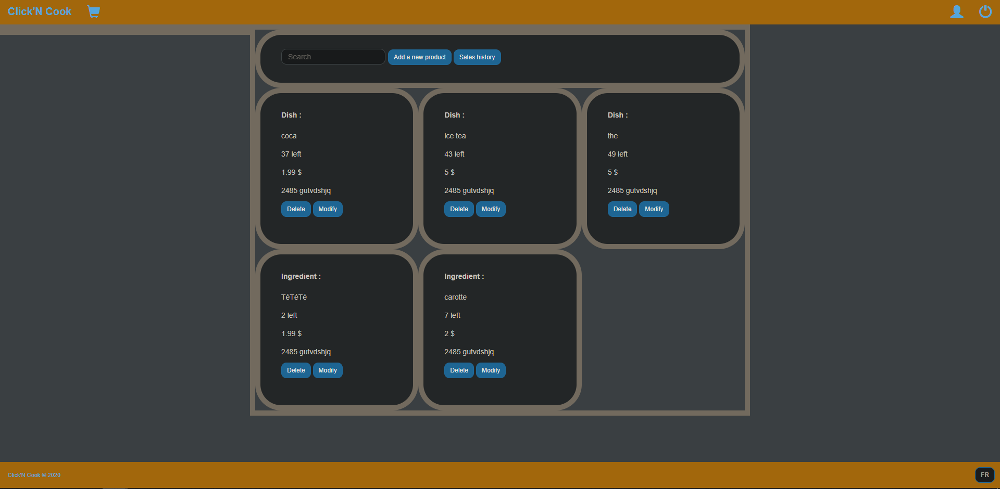 Click'N Cook
Search
Add a new product
Sales history
Dish :
coca
37 left
1.99 $
2485 gutvdshjq
Delete
Modify
Dish :
ice tea
43 left
5 $
2485 gutvdshjq
Delete
Modify
Dish :
the
49 left
5 $
2485 gutvdshjq
Delete
Modify
Ingredient :
TéTéTé
2 left
1.99 $
2485 gutvdshjq
Delete
Modify
Ingredient :
carotte
7 left
2 $
2485 gutvdshjq
Delete
Modify
Click'N Cook © 2020
FR